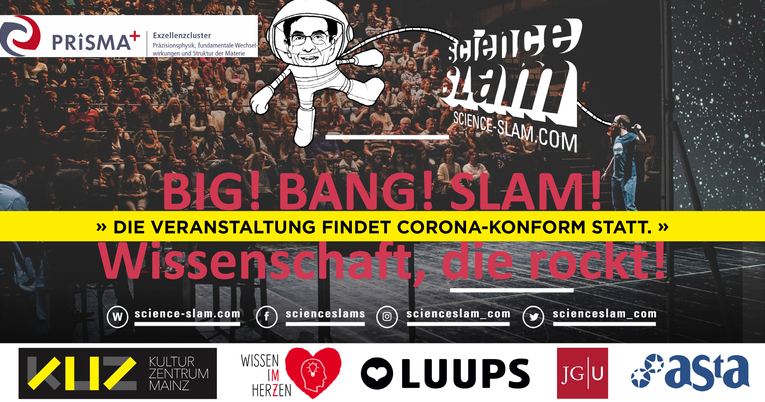 PRiSMA+
Exzellenzcluster
Präzisionsphysik, fundamentale Wechsel-
wirkungen und Struktur der Materie
science
slam
SCIENCE-SLAM.COM
BIG! BANG! SLAM!
» DIE VERANSTALTUNG FINDET CORONA-KONFORM STATT. »
Wissenschaft, die rockt!
W science-slam.com
f scienceslams
scienceslam_com
scienceslam_com
KUZ
KULTUR
ZENTRUM
MAINZ
WISSEN
IM
HERZEN
LUUPS
JG|U
asta